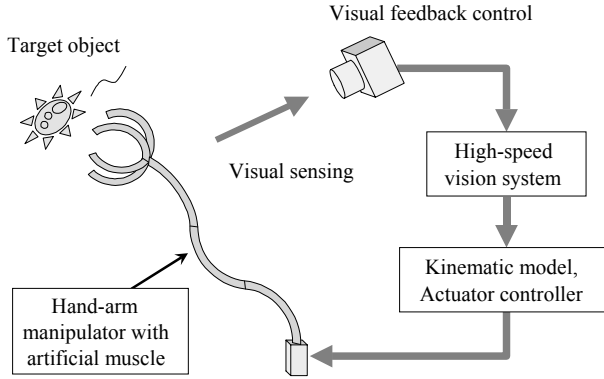 Visual feedback control
Target object
Visual sensing
High-speed
vision system
Kinematic model,
Actuator controller
Hand-arm
manipulator with
artificial muscle